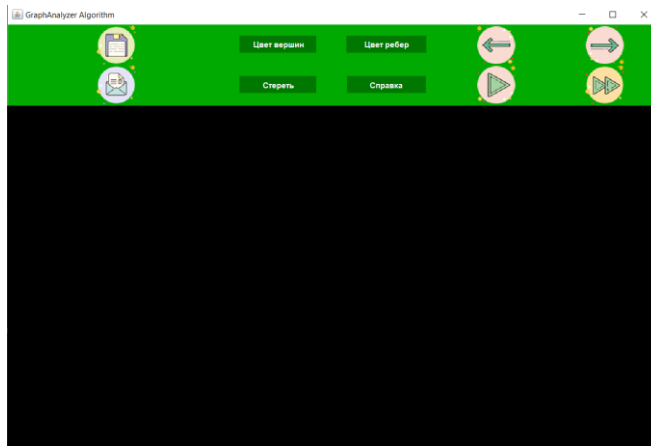 GraphAnalyzer Algorithm
Цвет вершин
Цвет ребер
Стереть
Справка